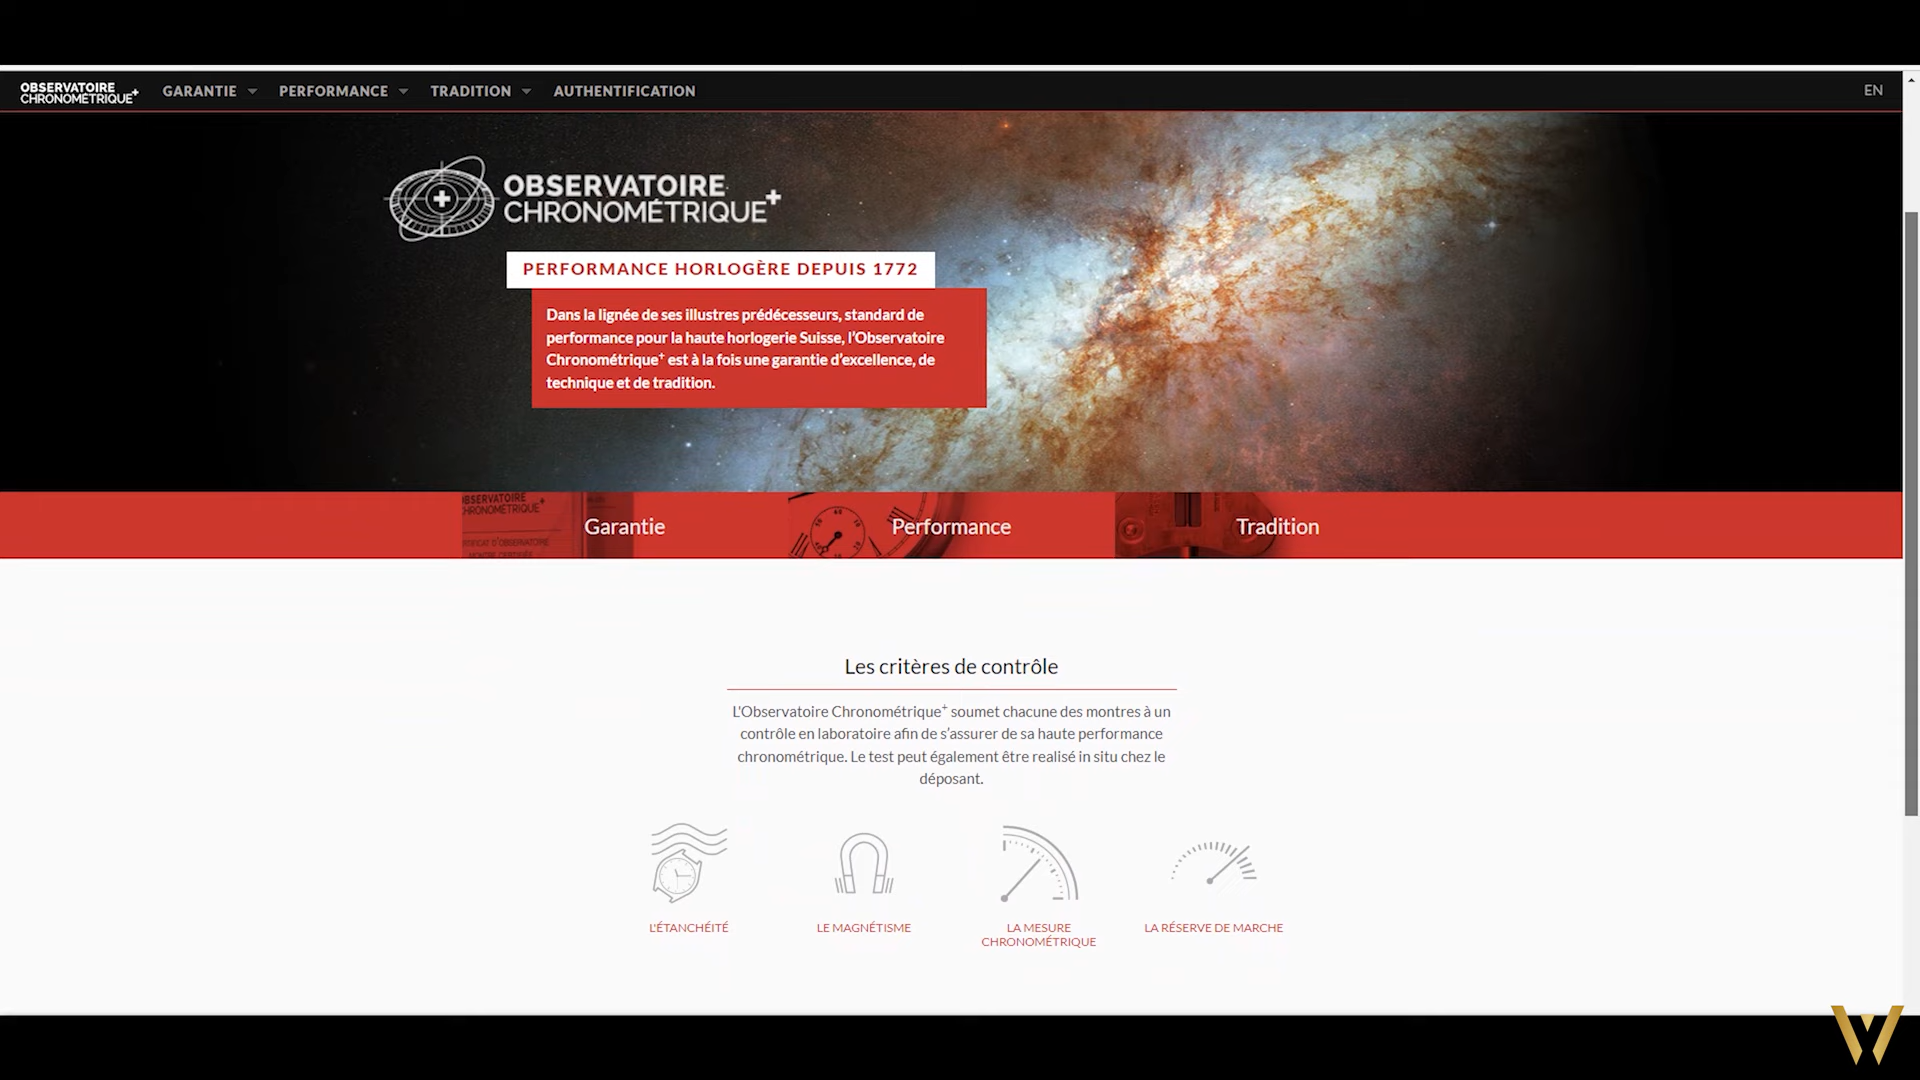 OBSERVATOIRE
CHRONOMÉTRIQUE+
GARANTIE
PERFORMANCE
TRADITION
AUTHENTIFICATION
EN
OBSERVATOIRE
CHRONOMÉTRIQUE+
PERFORMANCE HORLOGÈRE DEPUIS 1772
Dans la lignée de ses illustres prédécesseurs, standard de
performance pour la haute horlogerie Suisse, l'Observatoire
Chronométrique+ est à la fois une garantie d'excellence, de
technique et de tradition.
Garantie
Performance
Tradition
Les critères de contrôle
L'Observatoire Chronométrique+ soumet chacune des montres à un
contrôle en laboratoire afin de s'assurer de sa haute performance
chronométrique. Le test peut également être realisé in situ chez le
déposant.
L'ÉTANCHÉITÉ
LE MAGNÉTISME
LA MESURE
CHRONOMÉTRIQUE
LA RÉSERVE DE MARCHE
W